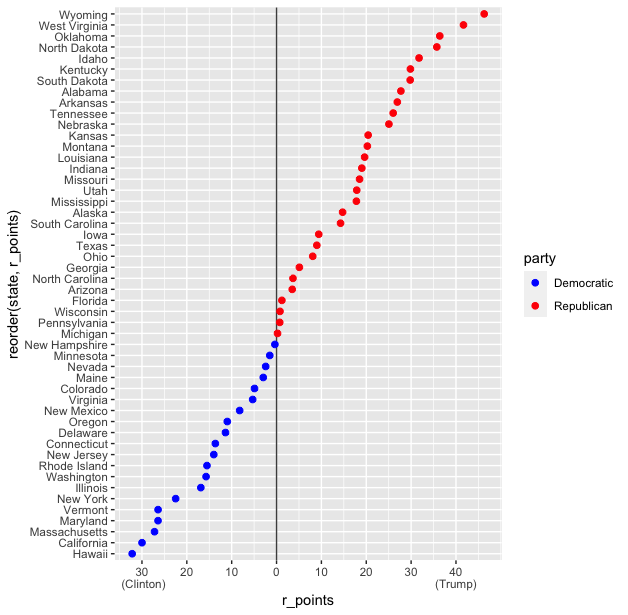 Wyoming
West Virginia
Oklahoma
North Dakota
Idaho
Kentucky
South Dakota
Alabama
Arkansas
Tennessee
Nebraska
Kansas
Montana
Louisiana
Indiana
Missouri
Utah
Mississippi
Alaska
South Carolina
Iowa
Texas
Ohio
Georgia
North Carolina
Arizona
Florida
Wisconsin
Pennsylvania
Michigan
New Hampshire
Minnesota
Nevada
Maine
Colorado
Virginia
New Mexico
Oregon
Delaware
Connecticut
New Jersey
Rhode Island
Washington
Illinois
New York
Vermont
Maryland
Massachusetts
California
Hawaii
reorder(state, r_points)
30 20 10 0 10 20 30 40
(Clinton) (Trump)
r_points
party
Democratic
Republican